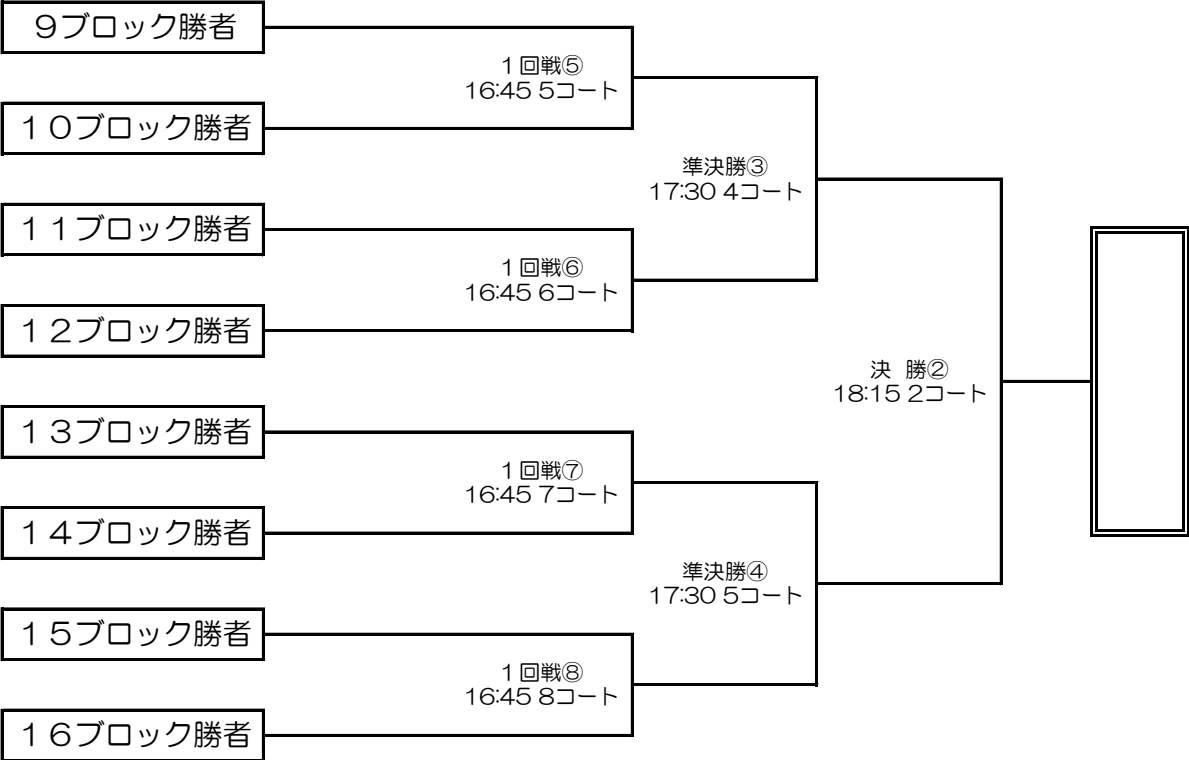 ９ブロック勝者
１回戦⑤
16:45 5コート
１０ブロック勝者
準決勝③
17:30 4コート
１１ブロック勝者
１回戦⑥
16:45 6コート
１２ブロック勝者
決　勝②
18:15 2コート
１３ブロック勝者
１回戦⑦
16:45 7コート
１４ブロック勝者
準決勝④
17:30 5コート
１５ブロック勝者
１回戦⑧
16:45 8コート
１６ブロック勝者